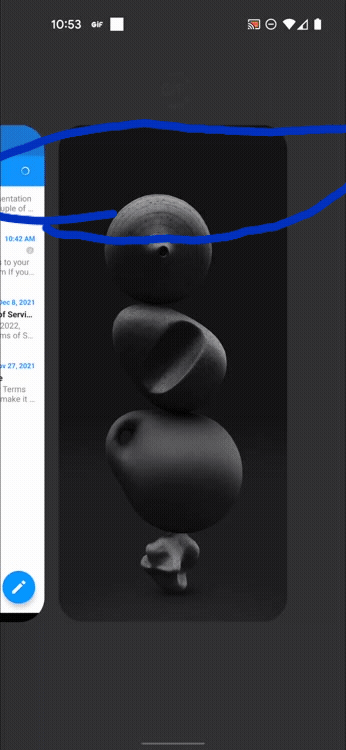 10:53 GIF
entation
uple of ...
10:42 AM
to your
m If you...
Dec 8, 2021
of Servi...
2022,
ms of S...
ov 27, 2021
e
Terms
make it ...